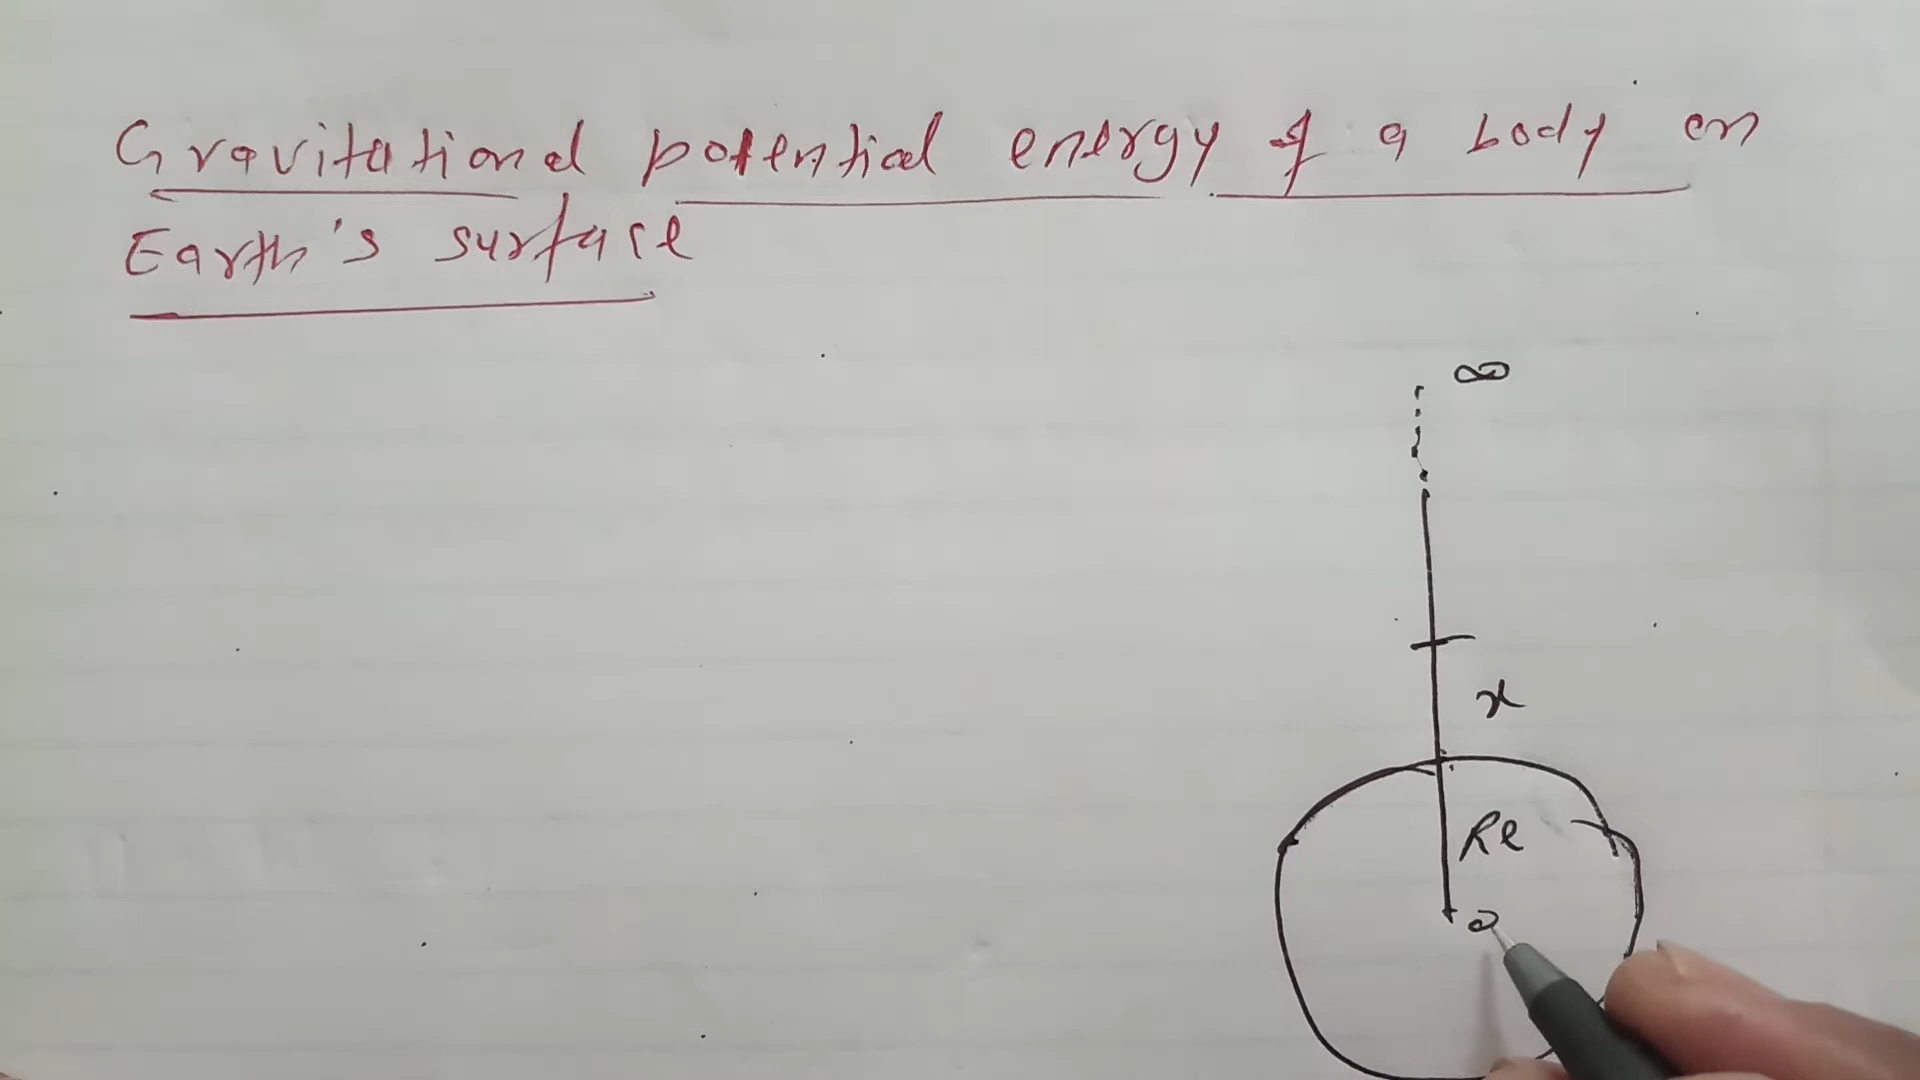 Gravitational potential energy of a body on
Earth's surface
∞
x
Re
O